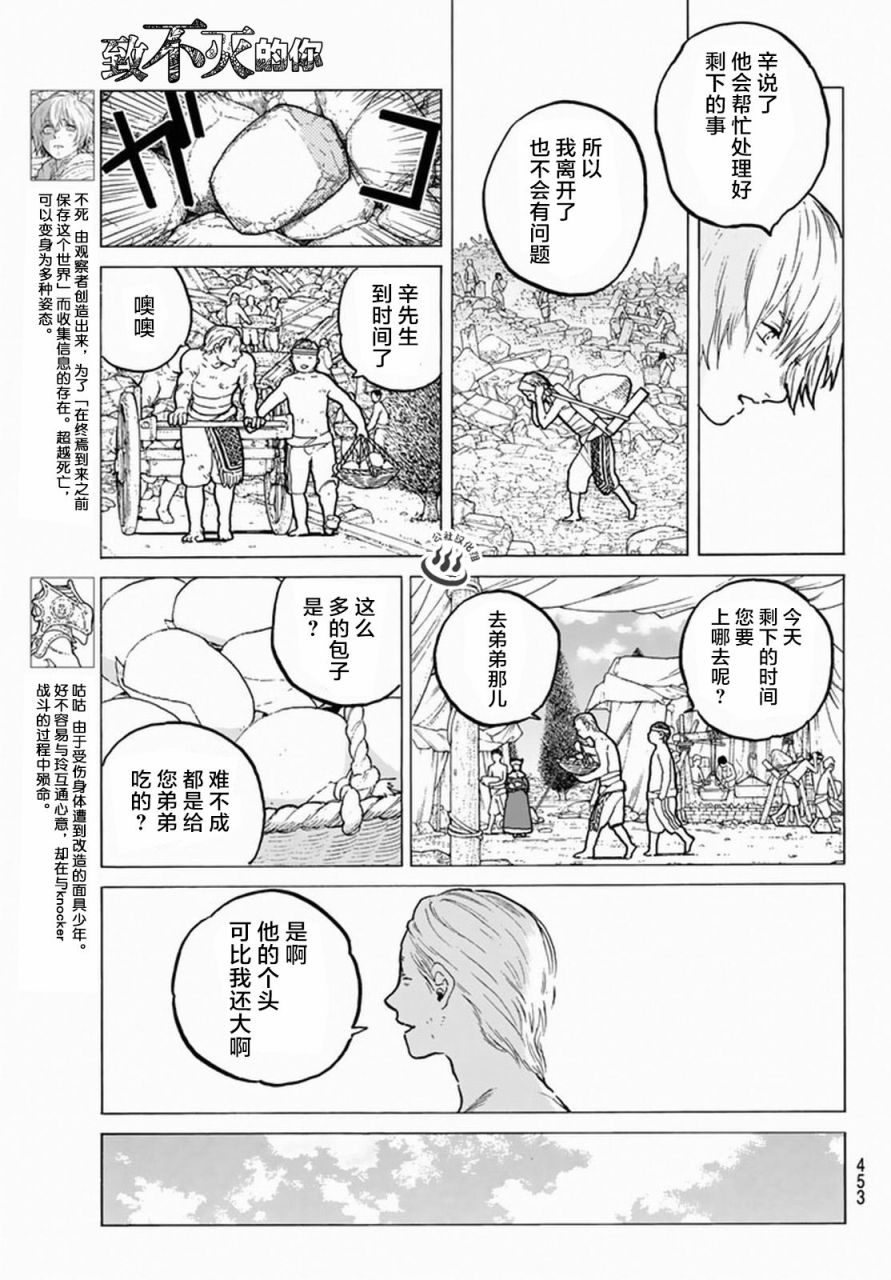 致不灭的你
辛说了
他会帮忙处理好
剩下的事
所以
我离开了
也不会有问题
ガコ
辛先生
到时间了
噢噢
今天
剩下的时间
您要
上哪去呢?
去弟弟那儿
这么
多的包子
是?
难不成
都是给
您弟弟
吃的?
是啊
他的个头
可比我还大啊
不死 由观察者创造出来，为了「在终焉到来之前
保存这个世界」而收集信息的存在。超越死亡，
可以变身为多种姿态。
咕咕 由于受伤身体遭到改造的面具少年。
好不容易与玲互通心意，却在与knocker
战斗的过程中殒命。
公社汉化组
453